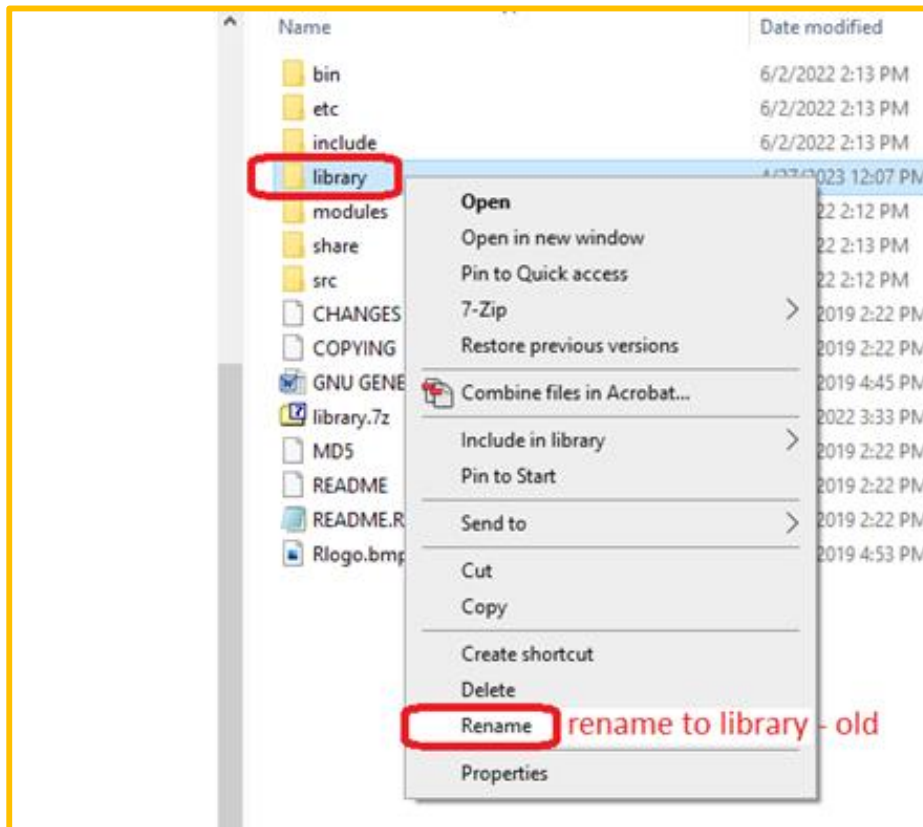 Name Date modified
bin 6/2/2022 2:13 PM
etc 6/2/2022 2:13 PM
include 6/2/2022 2:13 PM
library 4/27/2023 12:07 PM
modules 22 2:12 PM
share 22 2:13 PM
src 22 2:12 PM
CHANGES 2019 2:22 PM
COPYING 2019 2:22 PM
GNU GENE 2019 4:45 PM
library.7z 2022 3:33 PM
MD5 2019 2:22 PM
README 2019 2:22 PM
README.R 2019 2:22 PM
Rlogo.bmp 2019 4:53 PM
Open
Open in new window
Pin to Quick access
7-Zip
Restore previous versions
Combine files in Acrobat...
Include in library
Pin to Start
Send to
Cut
Copy
Create shortcut
Delete
Rename rename to library - old
Properties